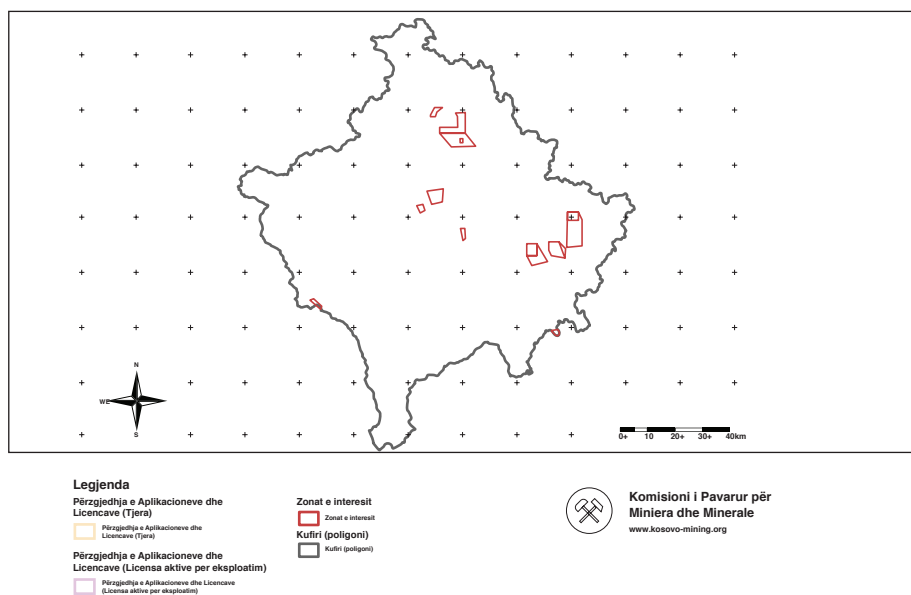 N
WE
S
0+ 10 20+ 30+ 40km
Legjenda
Përzgjedhja e Aplikacioneve dhe
Licencave (Tjera)
Përzgjedhja e Aplikacioneve dhe
Licencave (Tjera)
Përzgjedhja e Aplikacioneve dhe
Licencave (Licensa aktive per eksploatim)
Përzgjedhja e Aplikacioneve dhe Licencave
(Licensa aktive per eksploatim)
Zonat e interesit
Zonat e interesit
Kufiri (poligoni)
Kufiri (poligoni)
Komisioni i Pavarur për
Miniera dhe Minerale
www.kosovo-mining.org